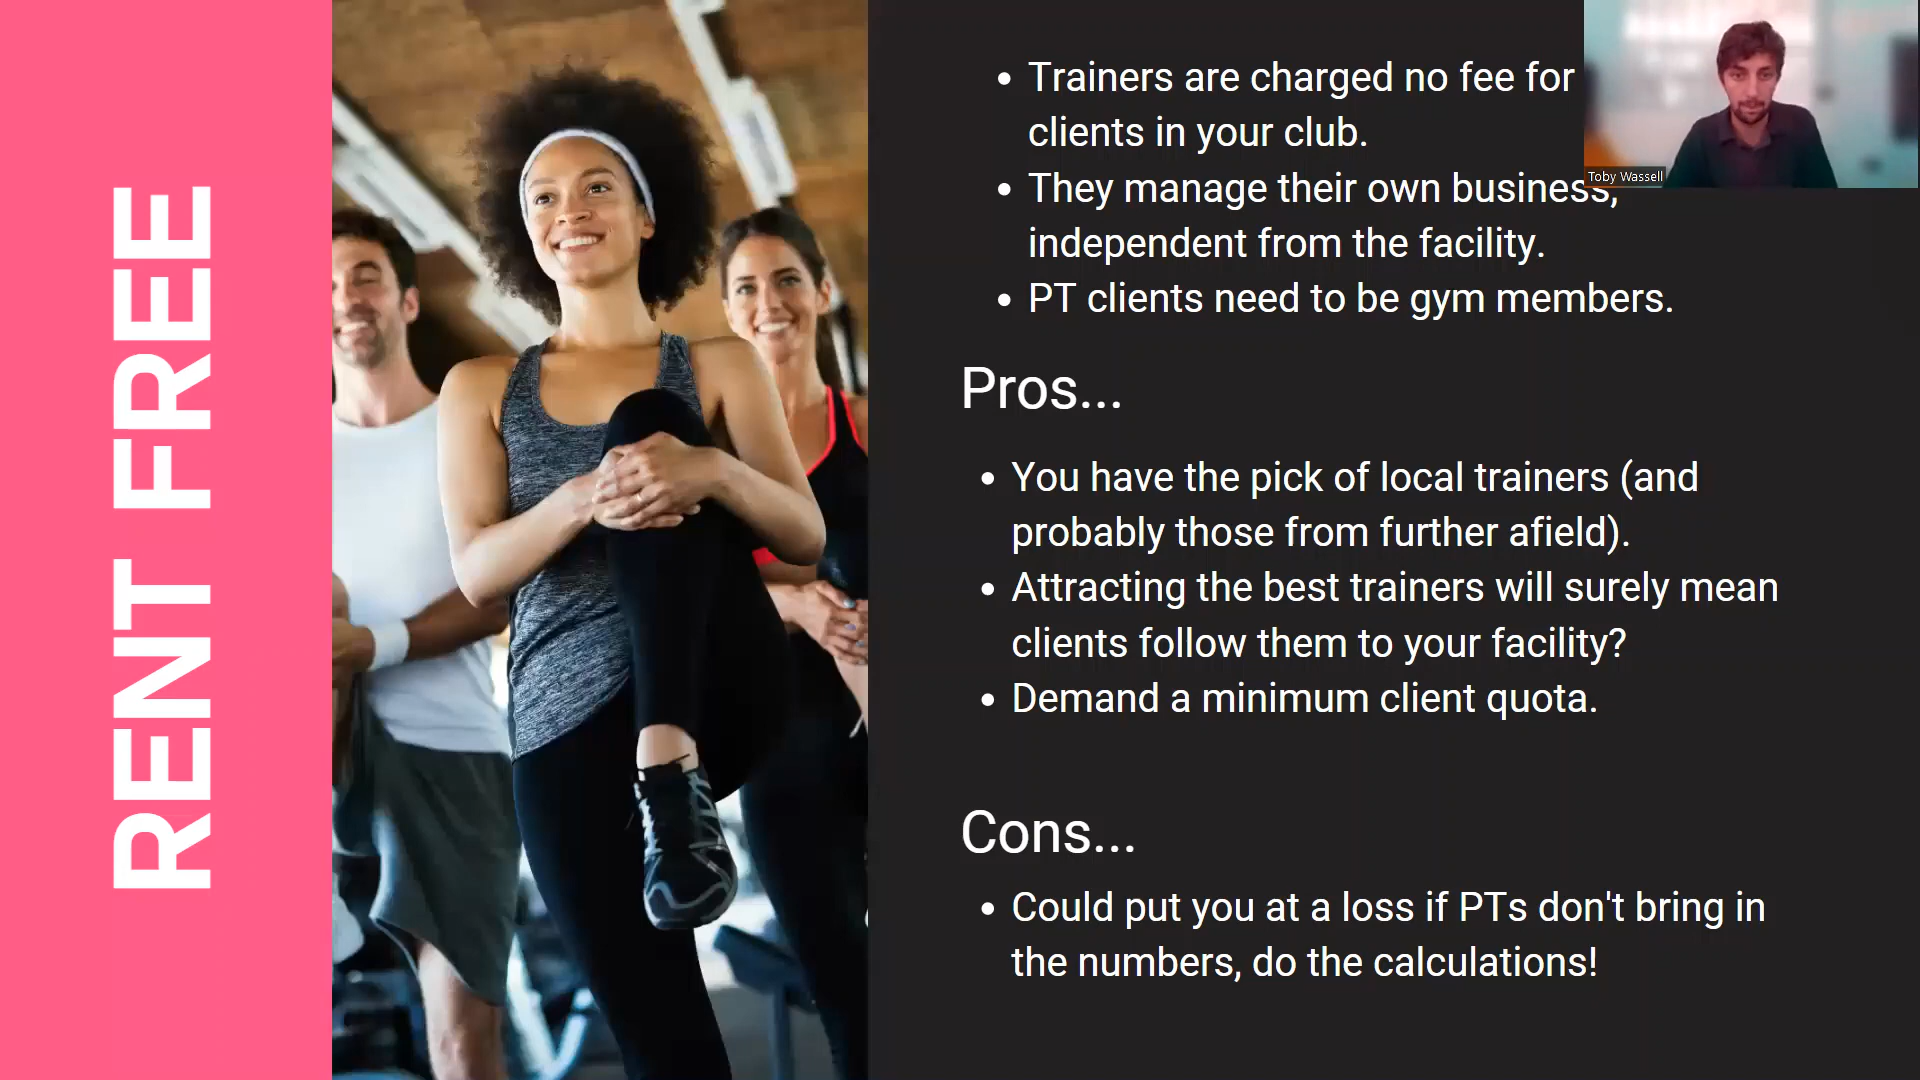 RENT FREE
• Trainers are charged no fee for
clients in your club.
• They manage their own business,
independent from the facility.
• PT clients need to be gym members.
Toby Wassell
Pros...
• You have the pick of local trainers (and
probably those from further afield).
• Attracting the best trainers will surely mean
clients follow them to your facility?
• Demand a minimum client quota.
Cons...
• Could put you at a loss if PTs don't bring in
the numbers, do the calculations!